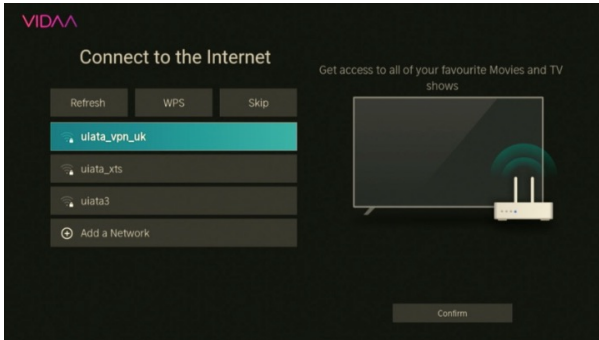 VIDAA
Connect to the Internet
Get access to all of your favourite Movies and TV
shows
Refresh
WPS
Skip
ulata_vpn_uk
uiata_xts
uiata3
Add a Network
Confirm